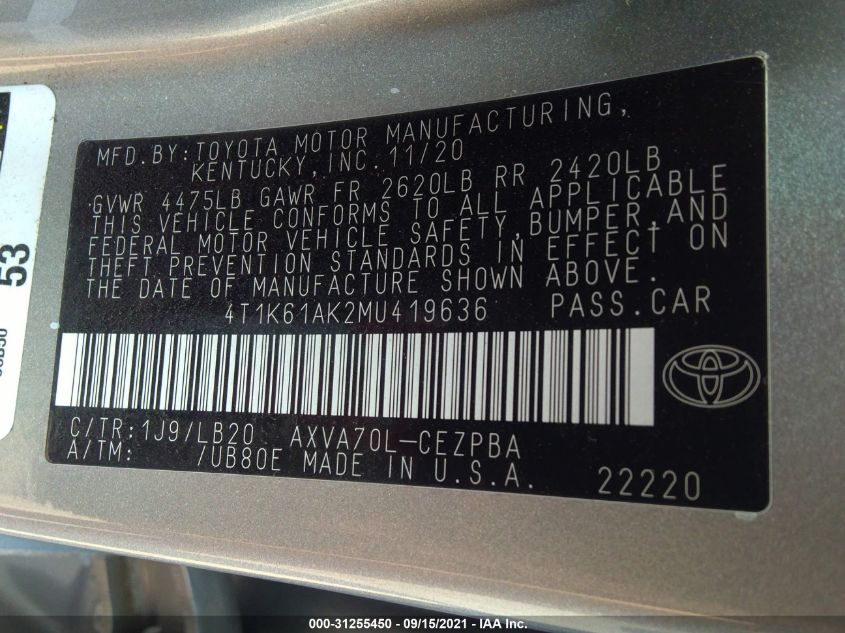 MFD.BY:TOYOTA MOTOR MANUFACTURING,
KENTUCKY,INC.11/20
GVWR 4475LB GAWR FR 2620LB RR 2420LB
THIS VEHICLE CONFORMS TO ALL APPLICABLE
FEDERAL MOTOR VEHICLE SAFETY,BUMPER,AND
THEFT PREVENTION STANDARDS IN EFFECT ON
THE DATE OF MANUFACTURE SHOWN ABOVE.
4T1K61AK2MU419636 PASS.CAR
C/TR:1J9/LB20 AXVA70L-CEZPBA
A/TM: /UB80E MADE IN U.S.A. 22220
53
000-31255450 - 09/15/2021 - IAA Inc.